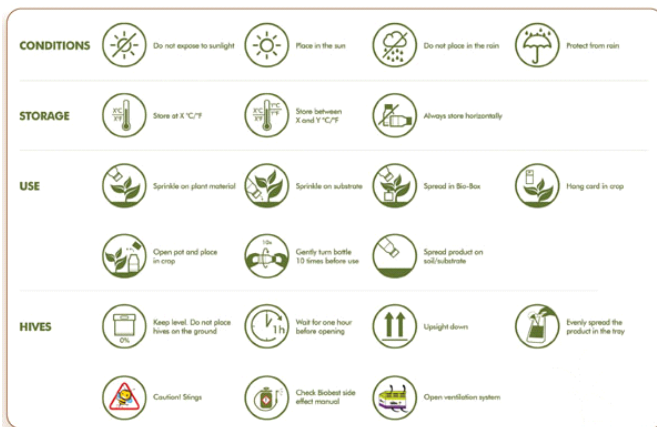 CONDITIONS
Do not expose to sunlight
Place in the sun
Do not place in the rain
Protect from rain
STORAGE
X°C
X°F
Store at X °C/°F
X°C
X°F
Y°C
Y°F
Store between
X and Y °C/°F
Always store horizontally
USE
Sprinkle on plant material
Sprinkle on substrate
Spread in Bio-Box
Hang card in crop
Open pot and place
in crop
10x
Gently turn bottle
10 times before use
Spread product on
soil/substrate
HIVES
0%
Keep level. Do not place
hives on the ground
1h
Wait for one hour
before opening
Upsight down
Evenly spread the
product in the tray
Caution! Stings
Check Biobest side
effect manual
Open ventilation system